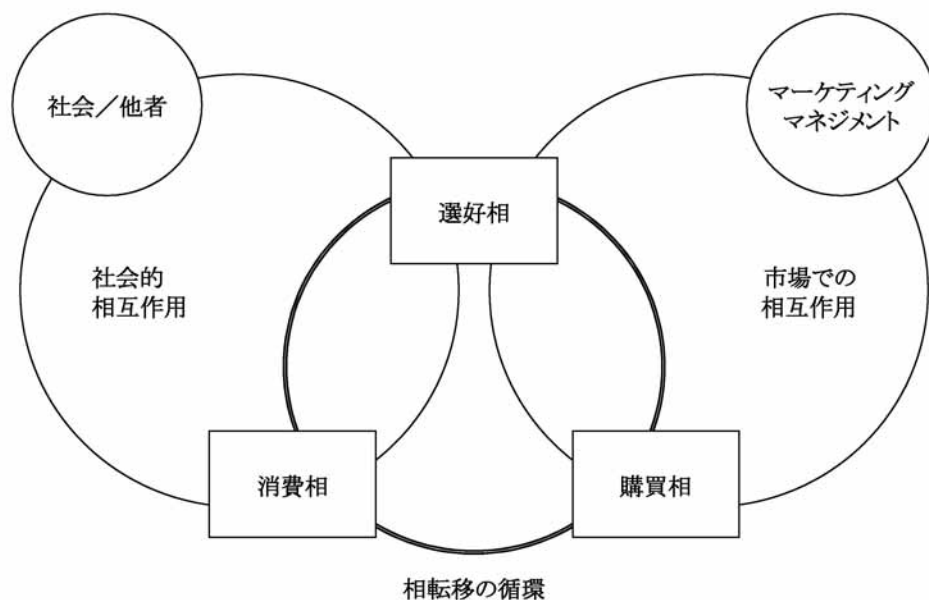 社会／他者
マーケティング
マネジメント
選好相
社会的
相互作用
市場での
相互作用
消費相
購買相
相転移の循環